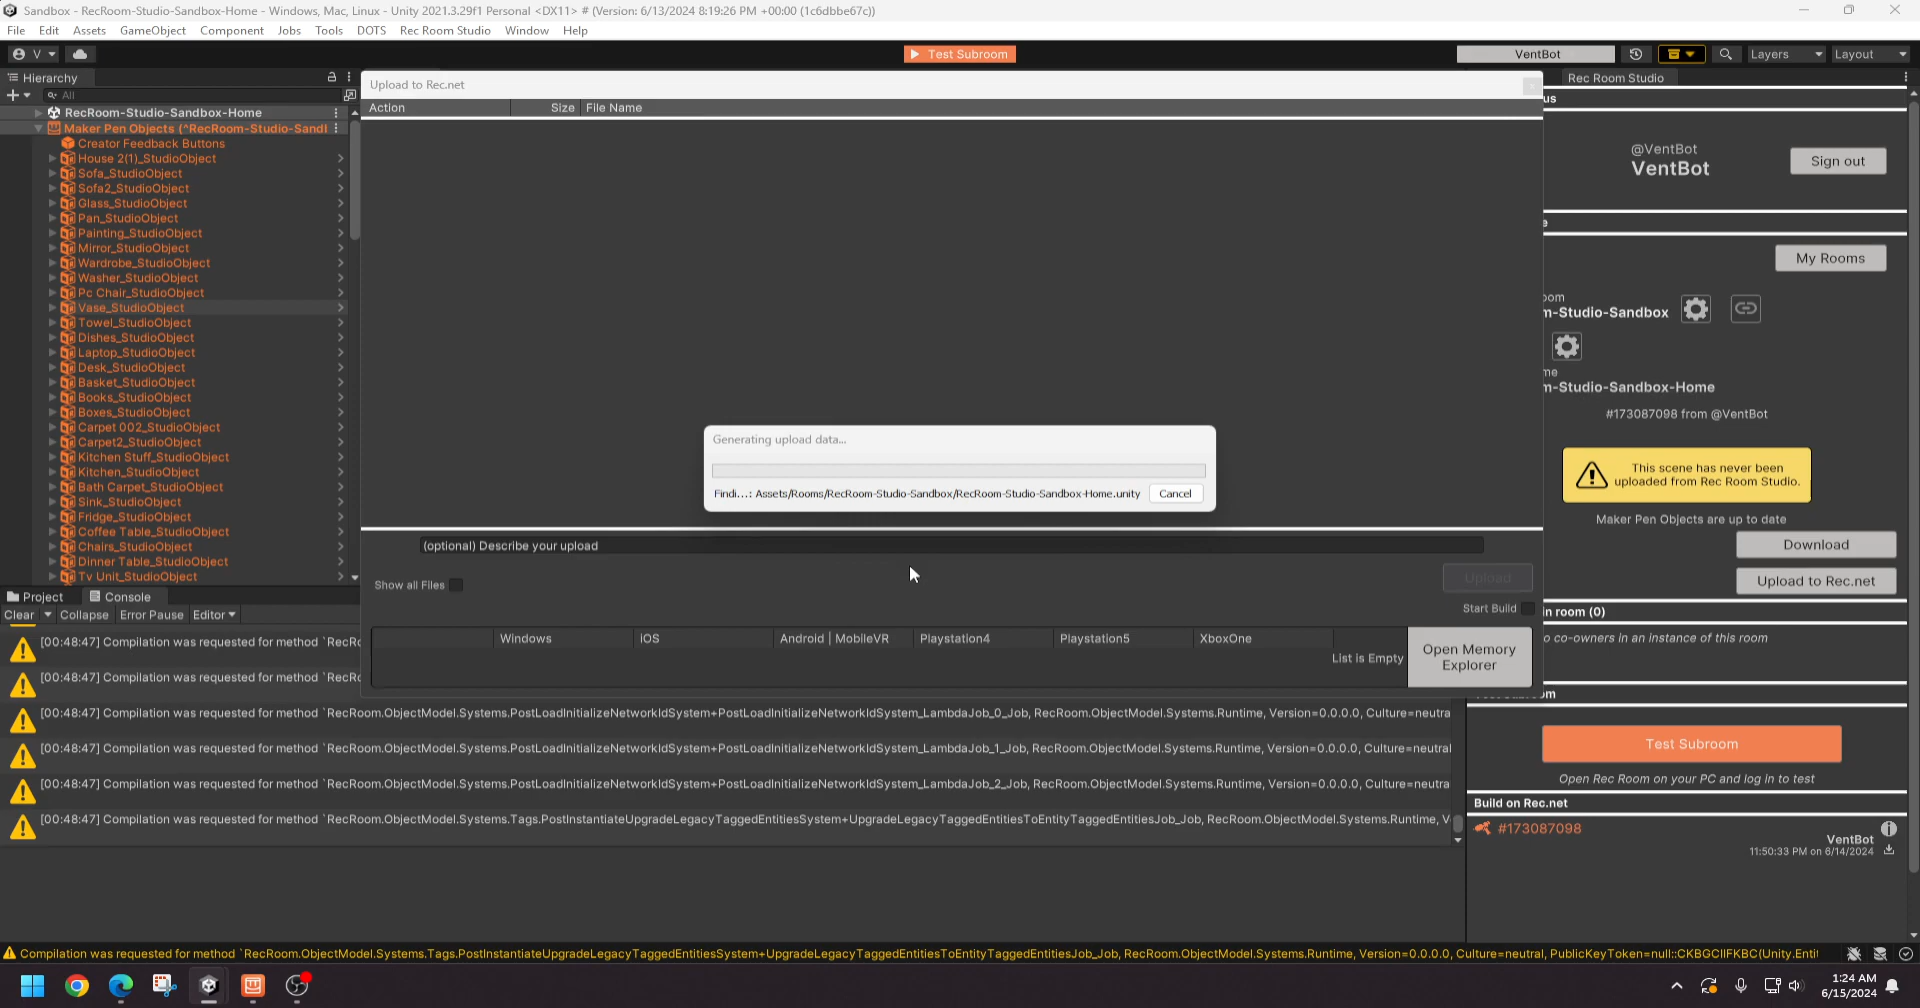 Sandbox - RecRoom-Studio-Sandbox-Home - Windows, Mac, Linux - Unity 2021.3.29f1 Personal <DX11> # (Version: 6/13/2024 8:19:26 PM +00:00 (1c6dbbe67c))
File Edit Assets GameObject Component Jobs Tools DOTS Rec Room Studio Window Help
V
Test Subroom
VentBot
Layers
Layout
Hierarchy
All
RecRoom-Studio-Sandbox-Home
Maker Pen Objects (^RecRoom-Studio-Sandl
Creator Feedback Buttons
House 2(1)_StudioObject
Sofa_StudioObject
Sofa2_StudioObject
Glass_StudioObject
Pan_StudioObject
Painting_StudioObject
Mirror_StudioObject
Wardrobe_StudioObject
Washer_StudioObject
Pc Chair_StudioObject
Vase_StudioObject
Towel_StudioObject
Dishes_StudioObject
Laptop_StudioObject
Desk_StudioObject
Basket_StudioObject
Books_StudioObject
Boxes_StudioObject
Carpet 002_StudioObject
Carpet2_StudioObject
Kitchen Stuff_StudioObject
Kitchen_StudioObject
Bath Carpet_StudioObject
Sink_StudioObject
Fridge_StudioObject
Coffee Table_StudioObject
Chairs_StudioObject
Dinner Table_StudioObject
Tv Unit_StudioObject
Upload to Rec.net
Action Size File Name
Generating upload data...
Findi...: Assets/Rooms/RecRoom-Studio-Sandbox/RecRoom-Studio-Sandbox-Home.unity
Cancel
(optional) Describe your upload
Show all Files
Upload
Start Build
Windows iOS Android | MobileVR Playstation4 Playstation5 XboxOne
List is Empty
Open Memory
Explorer
Rec Room Studio
us
@VentBot
VentBot
Sign out
e
My Rooms
oom
m-Studio-Sandbox
me
m-Studio-Sandbox-Home
#173087098 from @VentBot
This scene has never been
uploaded from Rec Room Studio.
Maker Pen Objects are up to date
Download
Upload to Rec.net
in room (0)
o co-owners in an instance of this room
Test Subroom
Open Rec Room on your PC and log in to test
Build on Rec.net
#173087098
VentBot
11:50:33 PM on 6/14/2024
Project Console
Clear Collapse Error Pause Editor
[00:48:47] Compilation was requested for method `RecRo
[00:48:47] Compilation was requested for method `RecRo
[00:48:47] Compilation was requested for method `RecRoom.ObjectModel.Systems.PostLoadInitializeNetworkIdSystem+PostLoadInitializeNetworkIdSystem_LambdaJob_0_Job, RecRoom.ObjectModel.Systems.Runtime, Version=0.0.0.0, Culture=neutra
[00:48:47] Compilation was requested for method `RecRoom.ObjectModel.Systems.PostLoadInitializeNetworkIdSystem+PostLoadInitializeNetworkIdSystem_LambdaJob_1_Job, RecRoom.ObjectModel.Systems.Runtime, Version=0.0.0.0, Culture=neutral
[00:48:47] Compilation was requested for method `RecRoom.ObjectModel.Systems.PostLoadInitializeNetworkIdSystem+PostLoadInitializeNetworkIdSystem_LambdaJob_2_Job, RecRoom.ObjectModel.Systems.Runtime, Version=0.0.0.0, Culture=neutra
[00:48:47] Compilation was requested for method `RecRoom.ObjectModel.Systems.Tags.PostInstantiateUpgradeLegacyTaggedEntitiesSystem+UpgradeLegacyTaggedEntitiesToEntityTaggedEntitiesJob_Job, RecRoom.ObjectModel.Systems.Runtime, V
Compilation was requested for method `RecRoom.ObjectModel.Systems.Tags.PostInstantiateUpgradeLegacyTaggedEntitiesSystem+UpgradeLegacyTaggedEntitiesToEntityTaggedEntitiesJob_Job, RecRoom.ObjectModel.Systems.Runtime, Version=0.0.0.0, Culture=neutral, PublicKeyToken=null::CKBGCIIFKBC(Unity.Enti
1:24 AM
6/15/2024